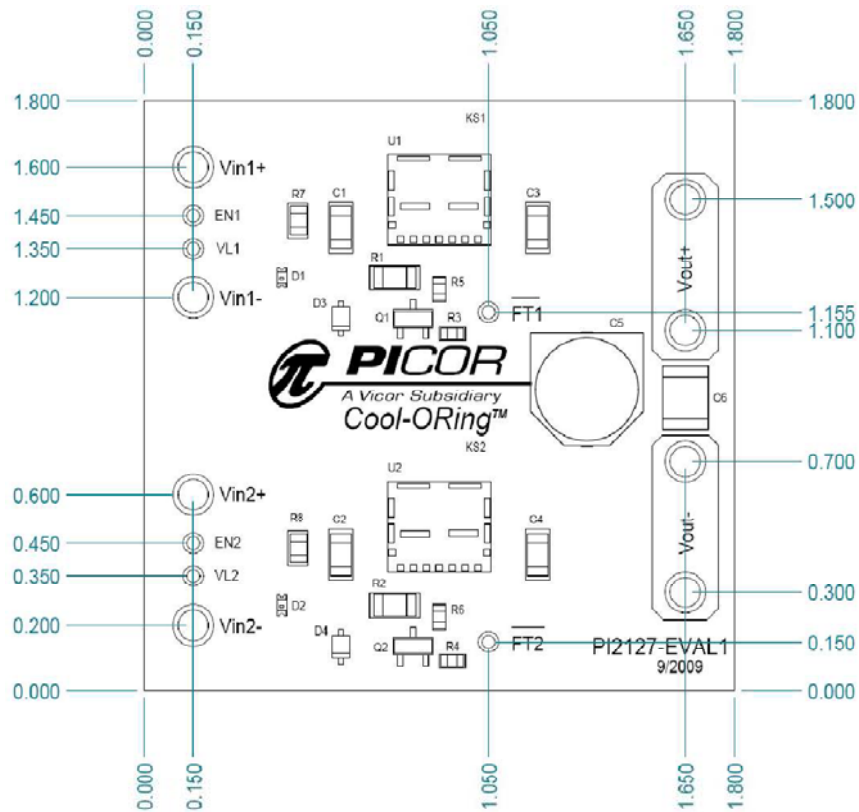 0.000
0.150
1.050
1.650
1.800
1.800
1.800
KS1
U1
1.600
Vin1+
R7
C1
C3
1.500
1.450
EN1
1.350
VL1
Vout+
R1
D1
R5
1.200
Vin1-
D3
Q1
R3
FT1
1.155
C5
1.100
π PICOR
A Vicor Subsidiary
Cool-ORing™
C6
KS2
U2
0.700
0.600
Vin2+
R8
C2
C4
0.450
EN2
Vout-
0.350
VL2
R2
0.300
D2
R6
0.200
Vin2-
D4
Q2
R4
FT2
0.150
PI2127-EVAL1
9/2009
0.000
0.000
0.000
0.150
1.050
1.650
1.800